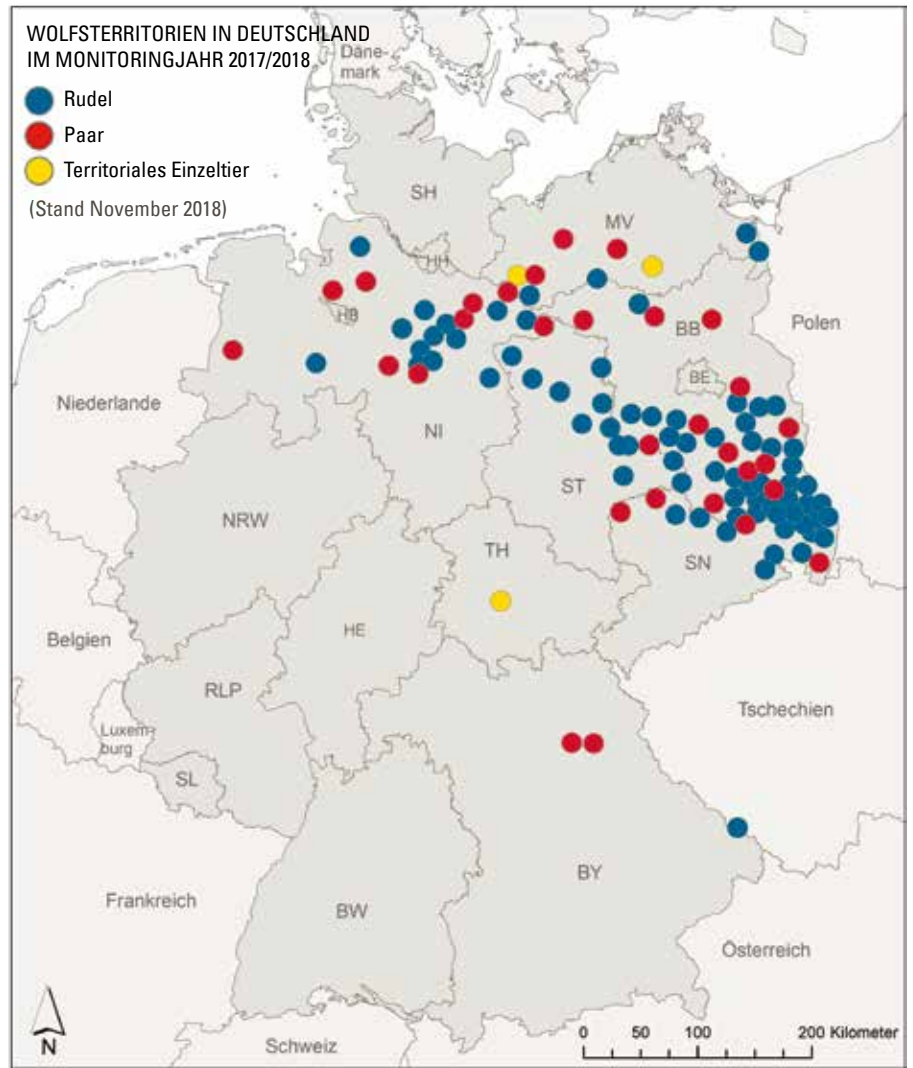 WOLFSTERRITORIEN IN DEUTSCHLAND
IM MONITORINGJAHR 2017/2018
Rudel
Paar
Territoriales Einzeltier
(Stand November 2018)
Däne-
mark
SH
MV
HH
HB
BB
Polen
BE
Niederlande
NI
ST
NRW
TH
SN
Belgien
HE
RLP
Luxem-
burg
Tschechien
SL
BY
Frankreich
BW
Österreich
N
Schweiz
0 50 100 200 Kilometer